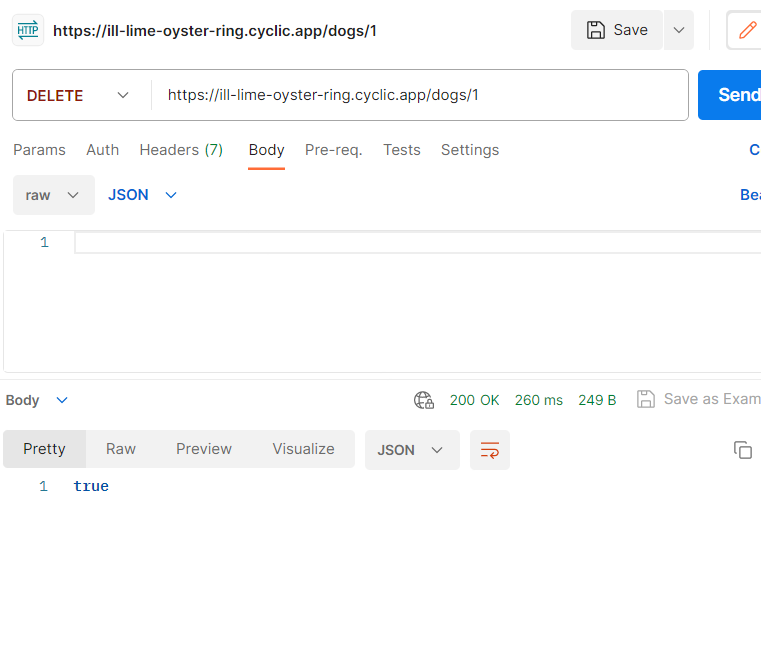 HTTP https://ill-lime-oyster-ring.cyclic.app/dogs/1 Save
DELETE https://ill-lime-oyster-ring.cyclic.app/dogs/1 Send
Params Auth Headers (7) Body Pre-req. Tests Settings C
raw JSON Bea
1
Body 200 OK 260 ms 249 B Save as Exam
Pretty Raw Preview Visualize JSON
1 true